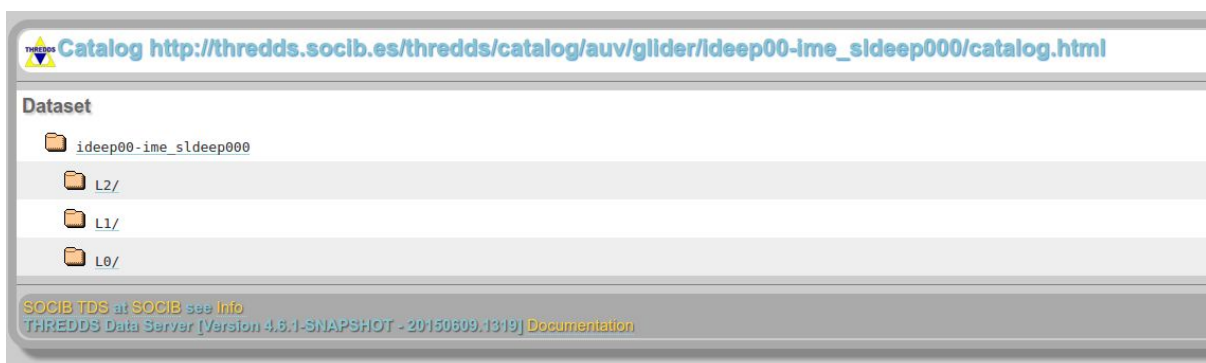 THREDDS
Catalog http://thredds.socib.es/thredds/catalog/auv/glider/ideep00-ime_sldeep000/catalog.html
Dataset
ideep00-ime_sldeep000
L2/
L1/
L0/
SOCIB TDS at SOCIB see Info
THREDDS Data Server [Version 4.6.1-SNAPSHOT - 20150609.1319] Documentation